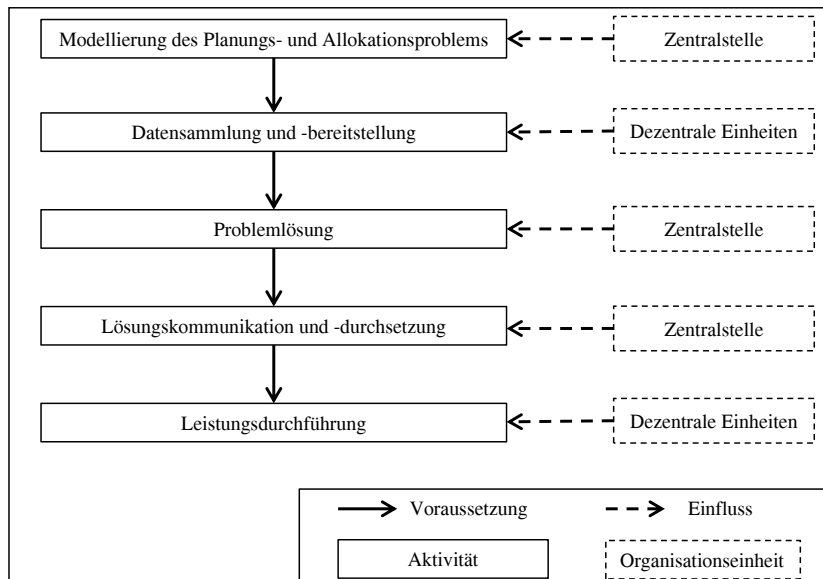 Modellierung des Planungs- und Allokationsproblems
Zentralstelle
Datensammlung und -bereitstellung
Dezentrale Einheiten
Problemlösung
Zentralstelle
Lösungskommunikation und -durchsetzung
Zentralstelle
Leistungsdurchführung
Dezentrale Einheiten
Voraussetzung
Einfluss
Aktivität
Organisationseinheit